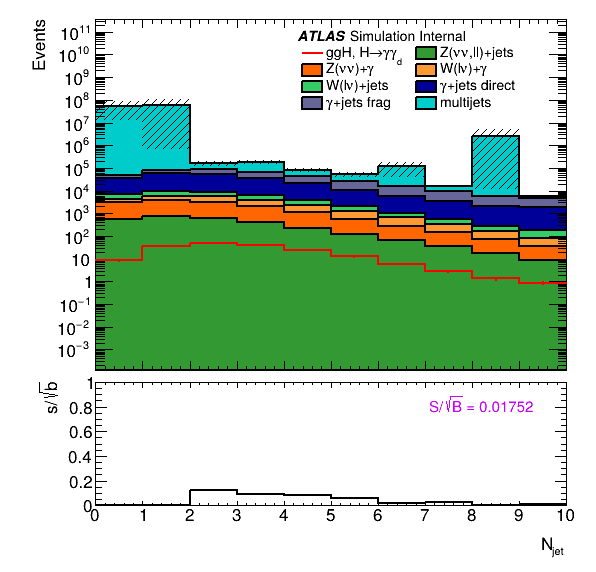 Events
ATLAS Simulation Internal
ggH, H→γγ_d
Z(νν,ll)+jets
Z(νν)+γ
W(lν)+γ
W(lν)+jets
γ+jets direct
γ+jets frag
multijets
10¹¹
10¹⁰
10⁹
10⁸
10⁷
10⁶
10⁵
10⁴
10³
10²
10
1
10⁻¹
10⁻²
10⁻³
s/√b
S/√B = 0.01752
1
0.8
0.6
0.4
0.2
0
0 1 2 3 4 5 6 7 8 9 10
N_jet